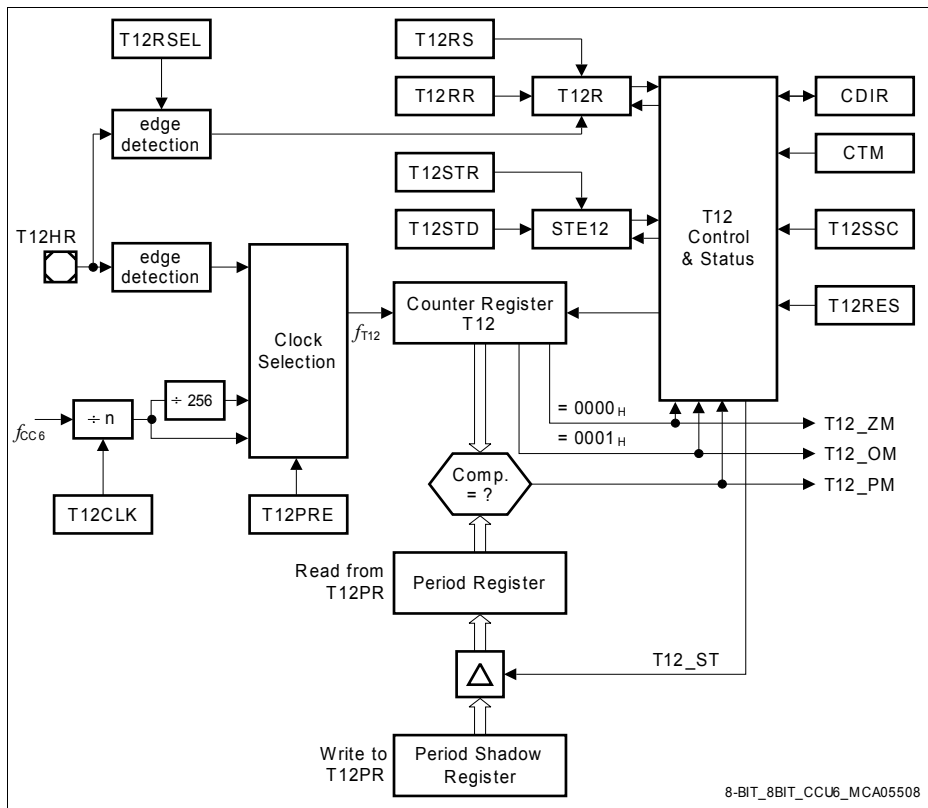 T12RSEL
T12RS
T12RR
T12R
CDIR
edge
detection
CTM
T12STR
T12HR
T12STD
STE12
T12
Control
& Status
T12SSC
edge
detection
Counter Register
T12
T12RES
fT12
Clock
Selection
÷ 256
fCC6
÷ n
= 0000H
T12_ZM
= 0001H
T12_OM
Comp.
= ?
T12_PM
T12CLK
T12PRE
Read from
T12PR
Period Register
T12_ST
Δ
Write to
T12PR
Period Shadow
Register
8-BIT_8BIT_CCU6_MCA05508